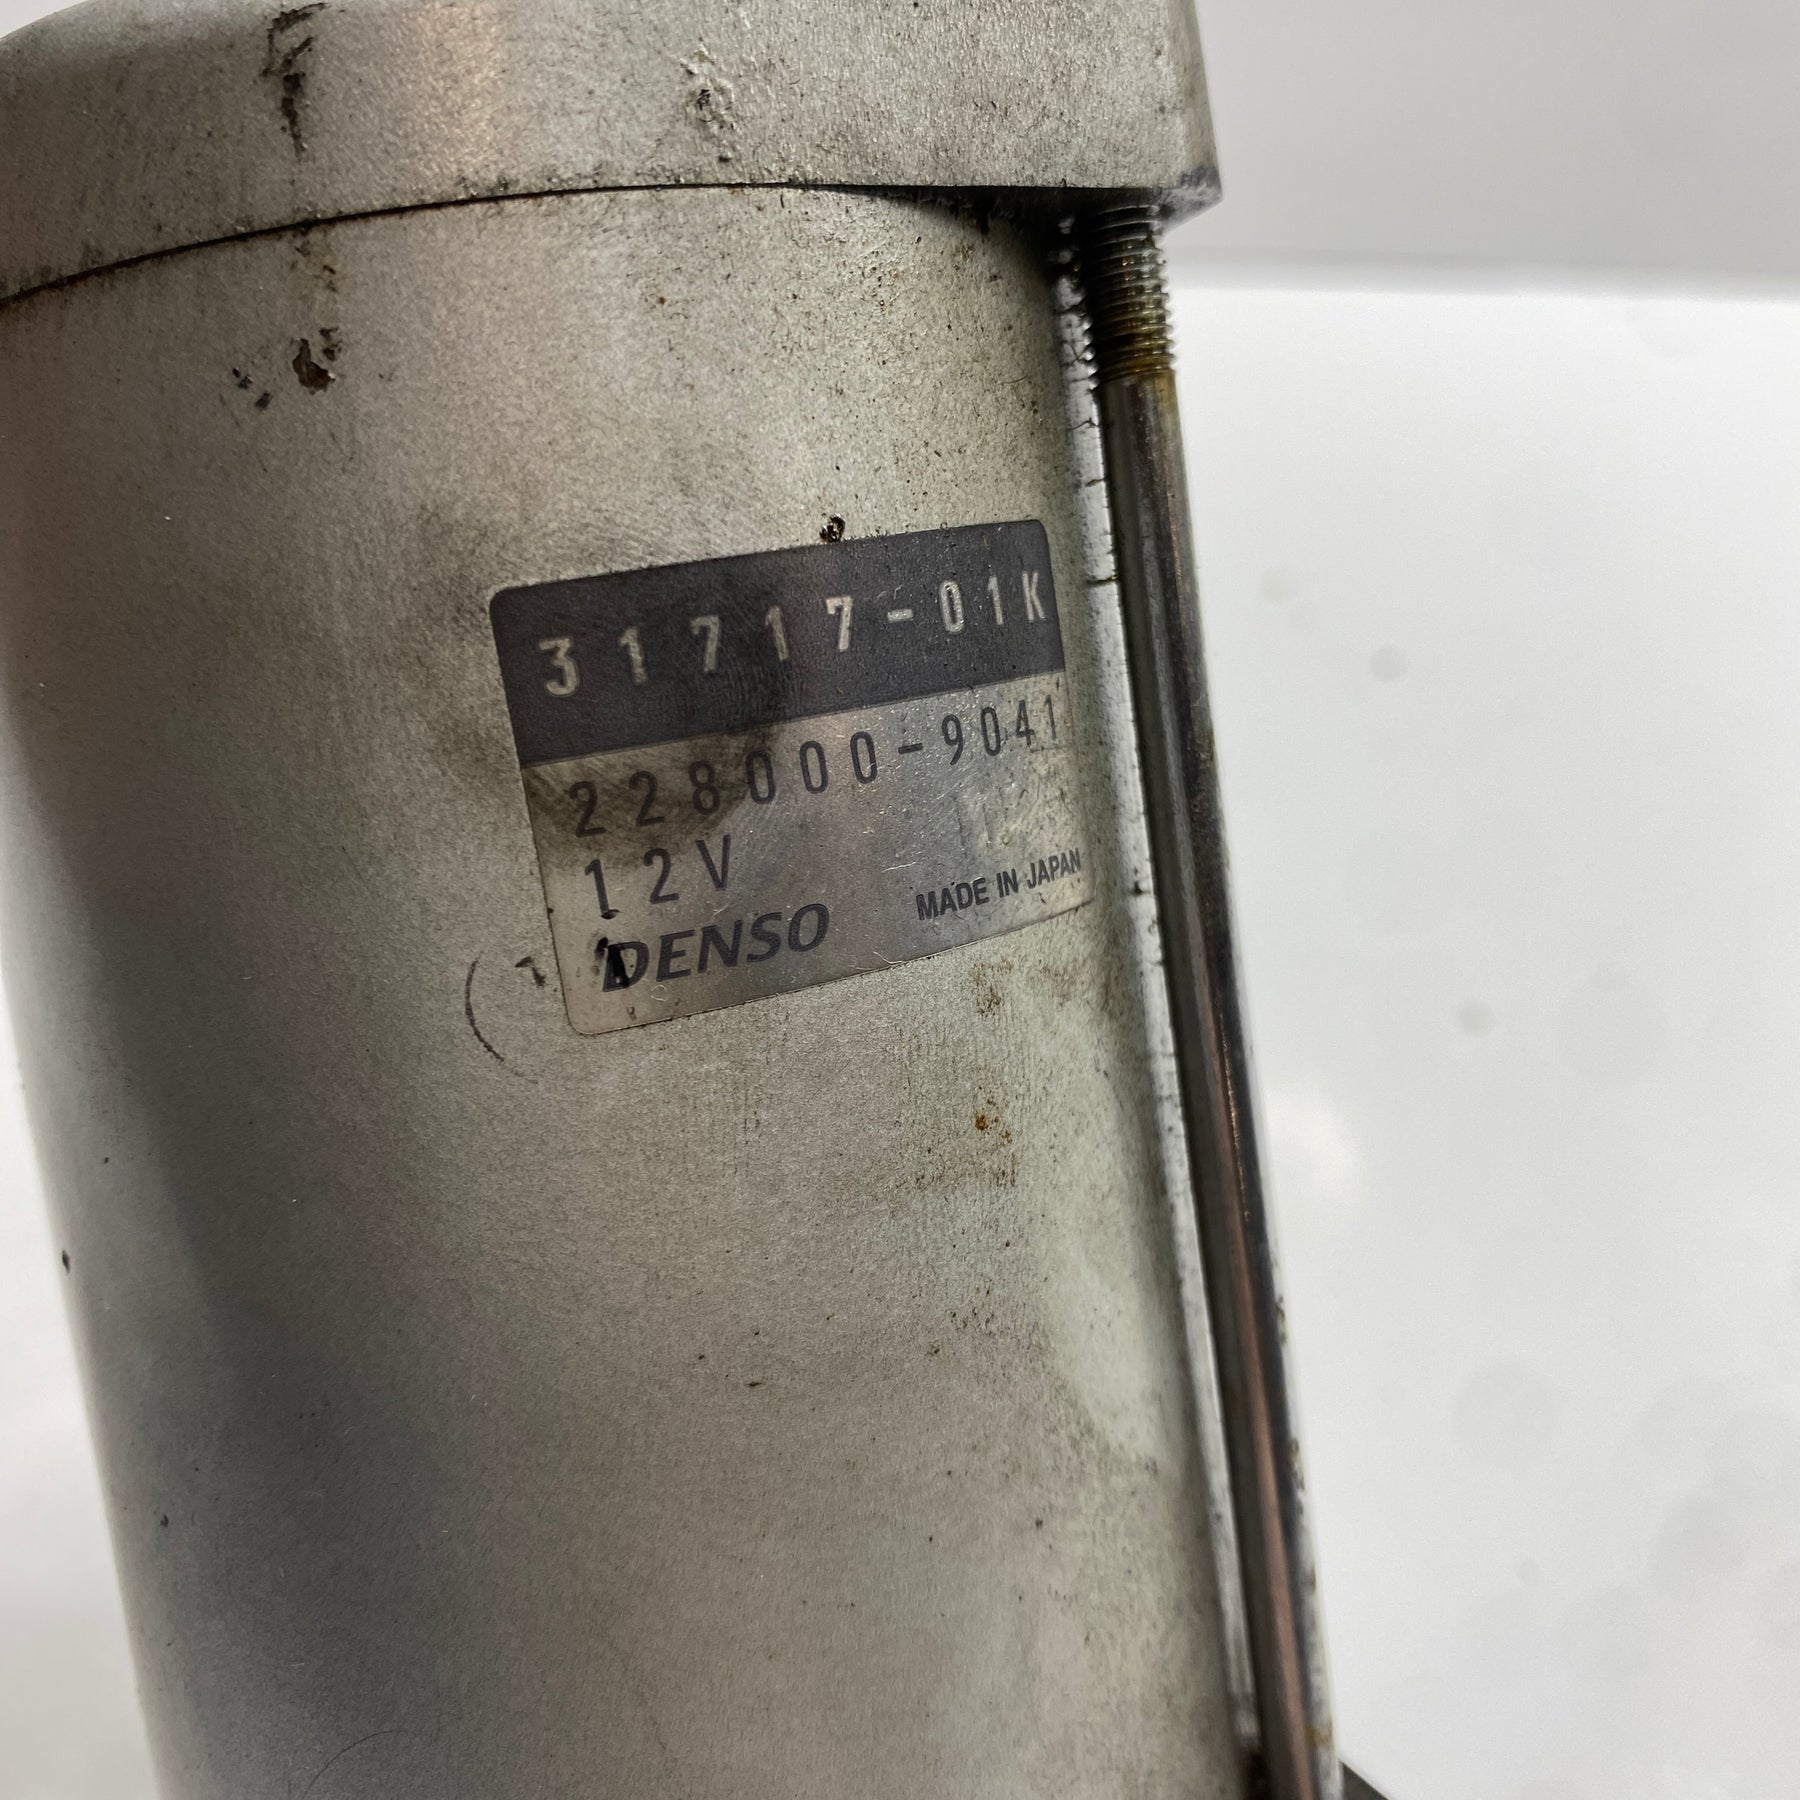 31717-01K
228000-9041
12V
DENSO MADE IN JAPAN